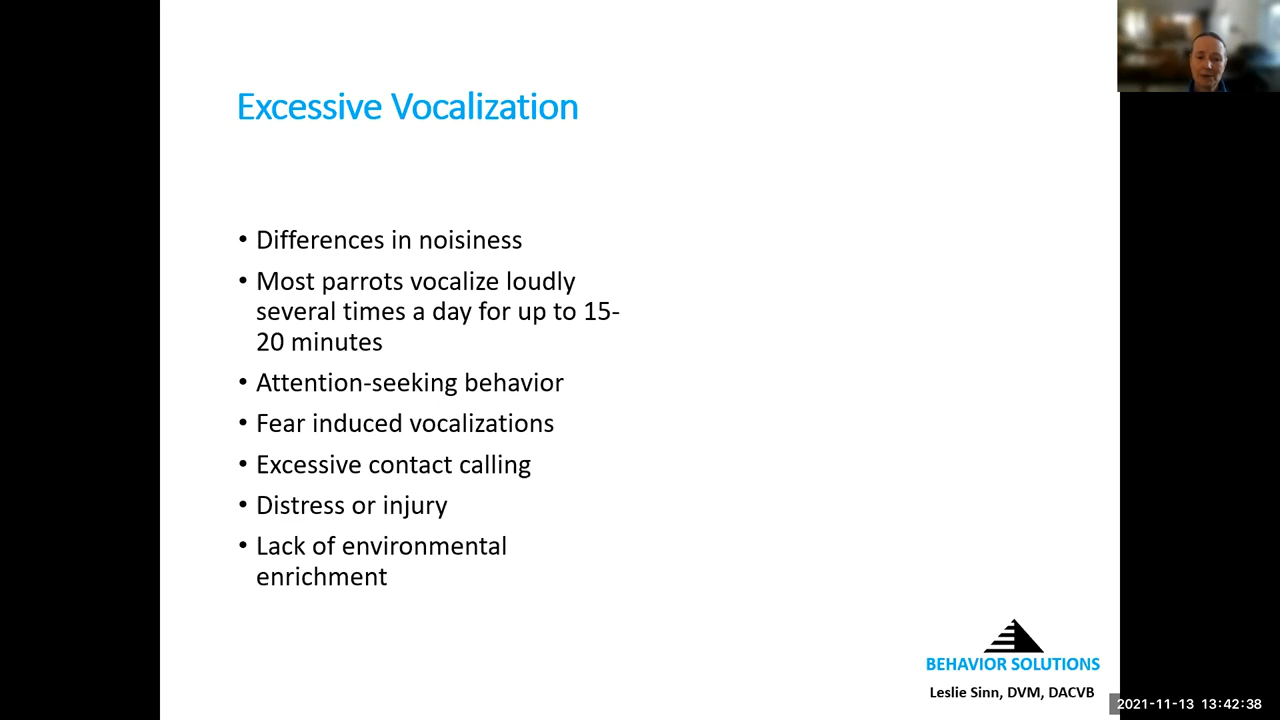 Excessive Vocalization
• Differences in noisiness
• Most parrots vocalize loudly
several times a day for up to 15-
20 minutes
• Attention-seeking behavior
• Fear induced vocalizations
• Excessive contact calling
• Distress or injury
• Lack of environmental
enrichment
BEHAVIOR SOLUTIONS
Leslie Sinn, DVM, DACVB
2021-11-13 13:42:38